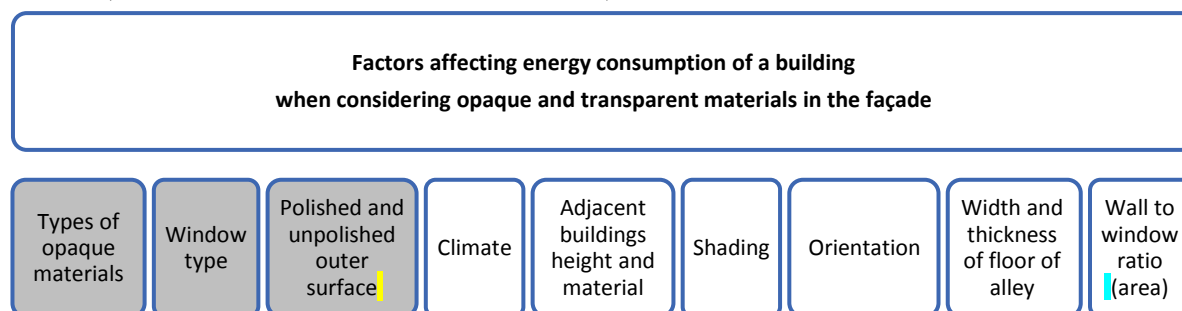 Factors affecting energy consumption of a building
when considering opaque and transparent materials in the façade
Types of
opaque
materials
Window
type
Polished and
unpolished
outer
surface
Climate
Adjacent
buildings
height and
material
Shading
Orientation
Width and
thickness
of floor of
alley
Wall to
window
ratio
(area)